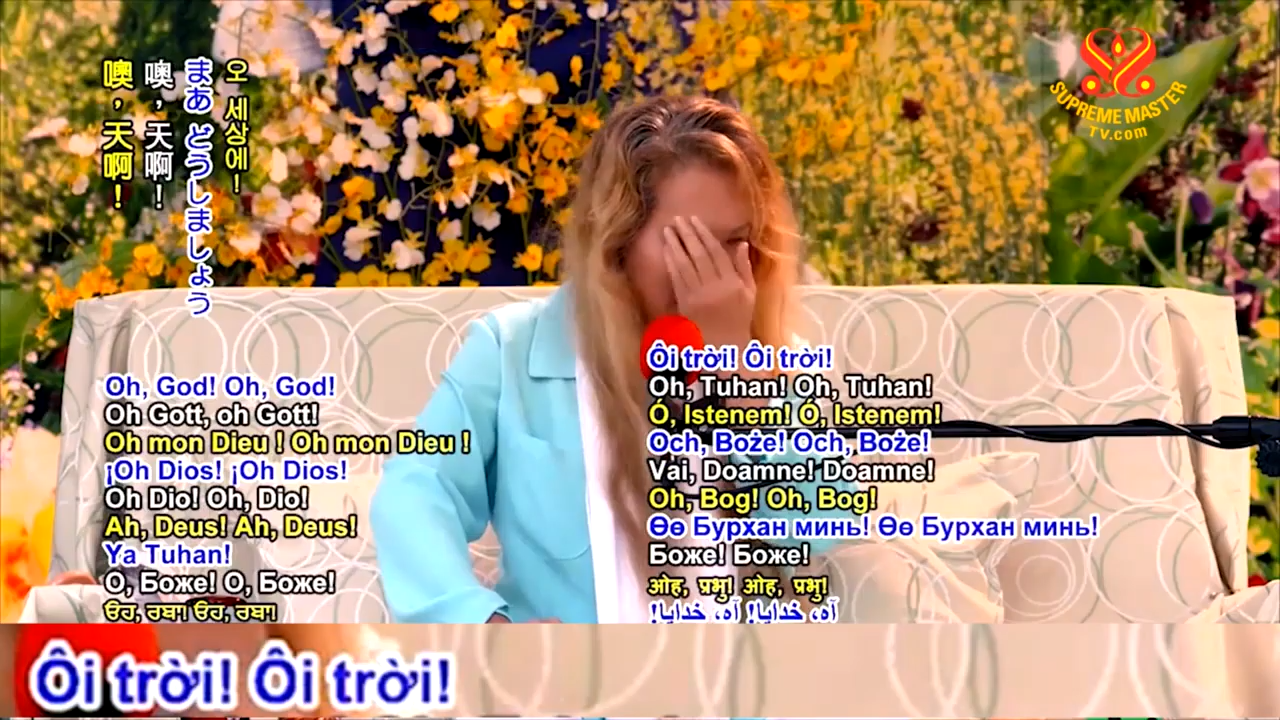 噢，天啊！
噢，天啊！
まあ どうしましょう
오 세상에！
SUPREME MASTER
TV.com
Oh, God! Oh, God!
Oh Gott, oh Gott!
Oh mon Dieu ! Oh mon Dieu !
¡Oh Dios! ¡Oh Dios!
Oh Dio! Oh, Dio!
Ah, Deus! Ah, Deus!
Ya Tuhan!
О, Боже! О, Боже!
ਓਹ, ਰਬਾ! ਓਹ, ਰਬਾ!
Ôi trời! Ôi trời!
Oh, Tuhan! Oh, Tuhan!
Ó, Istenem! Ó, Istenem!
Och, Boże! Och, Boże!
Vai, Doamne! Doamne!
Oh, Bog! Oh, Bog!
Өө Бурхан минь! Өө Бурхан минь!
Боже! Боже!
ओह, प्रभु! ओह, प्रभु!
آه، خدایا! آه، خدایا!
Ôi trời! Ôi trời!